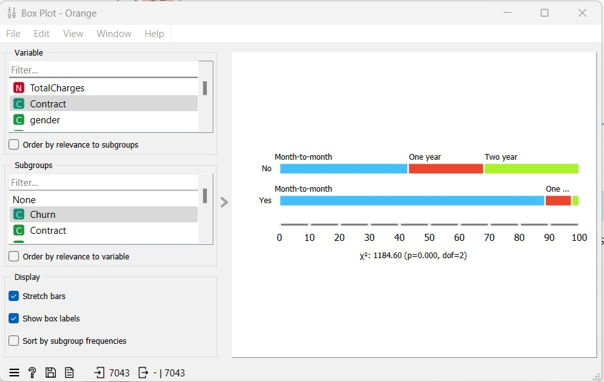 Box Plot - Orange
File Edit View Window Help
Variable
Filter...
N TotalCharges
C Contract
C gender
Order by relevance to subgroups
Subgroups
Filter...
None
C Churn
C Contract
Order by relevance to variable
Display
Stretch bars
Show box labels
Sort by subgroup frequencies
7043 - | 7043
Month-to-month One year Two year
No
Month-to-month One ...
Yes
0 10 20 30 40 50 60 70 80 90 100
χ²: 1184.60 (p=0.000, dof=2)